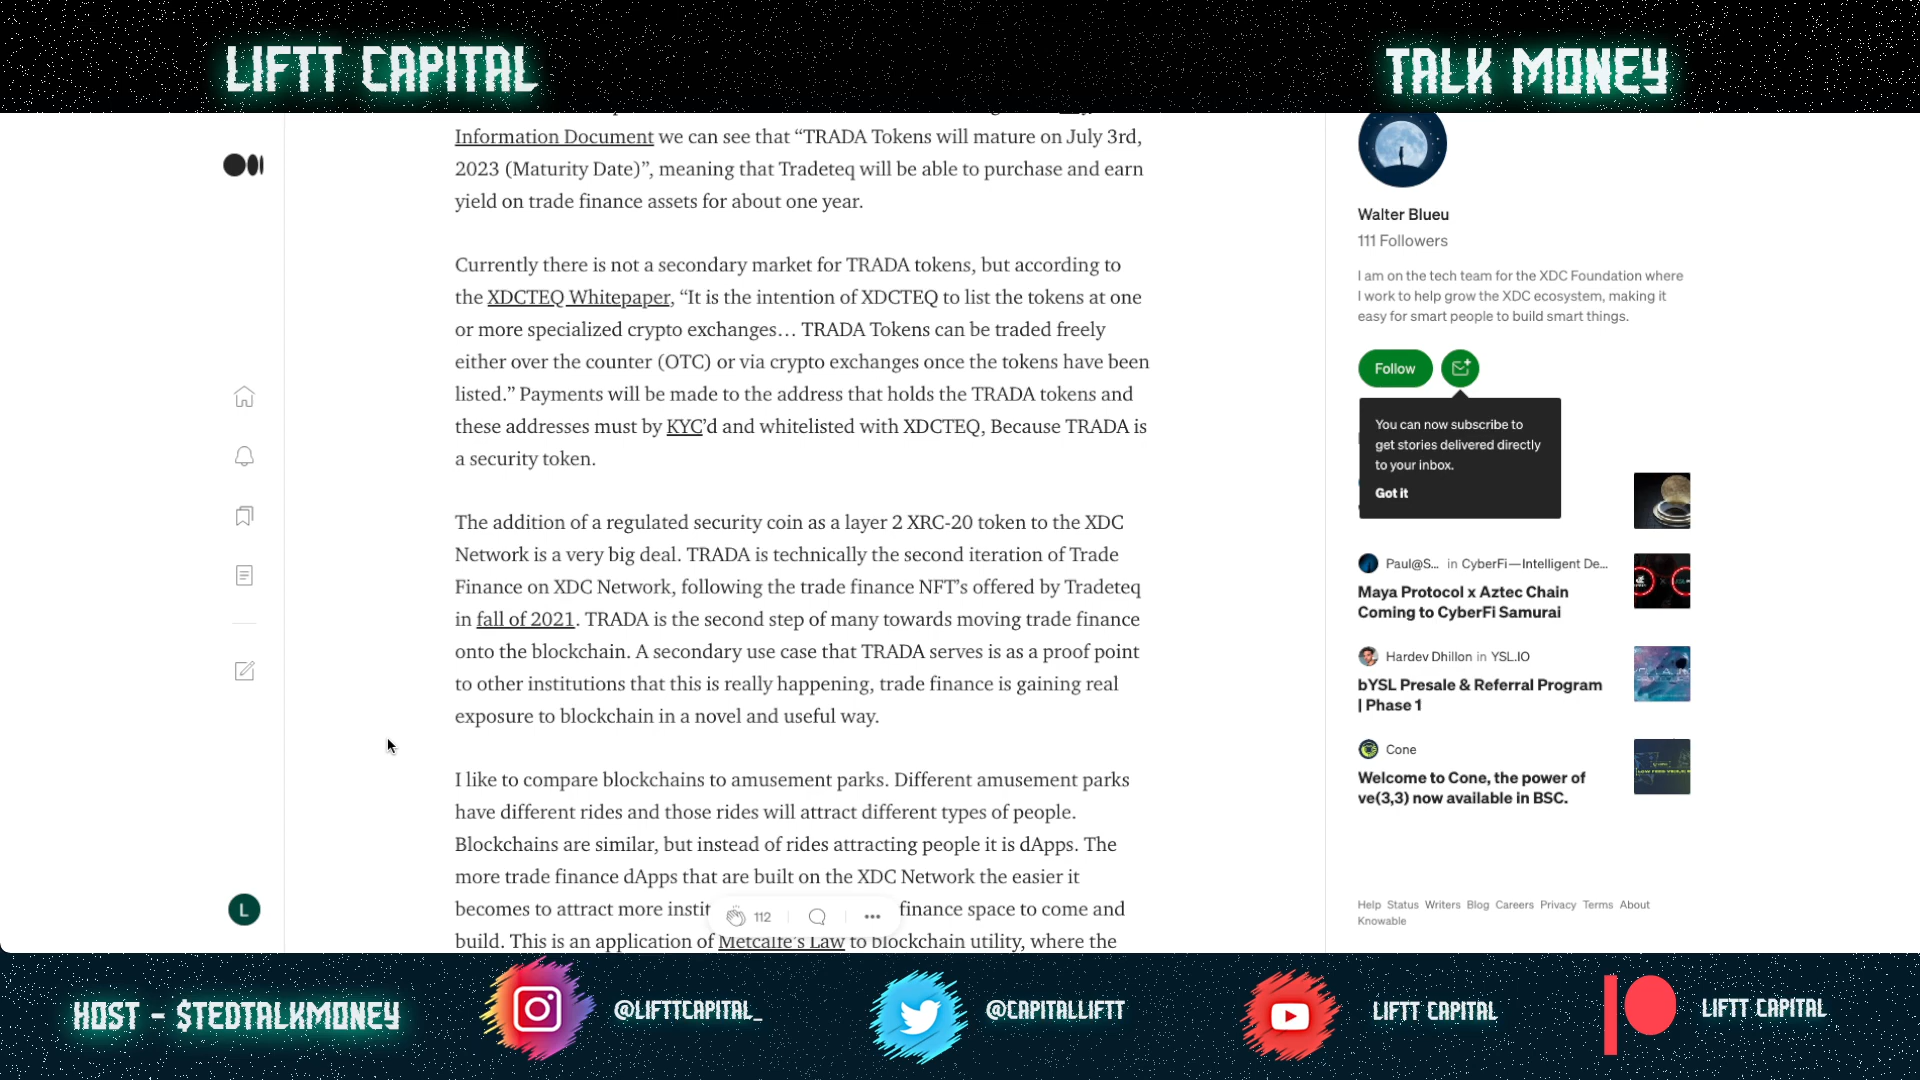 LIFTT CAPITAL
TALK MONEY
Information Document we can see that “TRADA Tokens will mature on July 3rd,
2023 (Maturity Date)”, meaning that Tradeteq will be able to purchase and earn
yield on trade finance assets for about one year.
Currently there is not a secondary market for TRADA tokens, but according to
the XDCTEQ Whitepaper, “It is the intention of XDCTEQ to list the tokens at one
or more specialized crypto exchanges… TRADA Tokens can be traded freely
either over the counter (OTC) or via crypto exchanges once the tokens have been
listed.” Payments will be made to the address that holds the TRADA tokens and
these addresses must by KYC’d and whitelisted with XDCTEQ, Because TRADA is
a security token.
The addition of a regulated security coin as a layer 2 XRC-20 token to the XDC
Network is a very big deal. TRADA is technically the second iteration of Trade
Finance on XDC Network, following the trade finance NFT’s offered by Tradeteq
in fall of 2021. TRADA is the second step of many towards moving trade finance
onto the blockchain. A secondary use case that TRADA serves is as a proof point
to other institutions that this is really happening, trade finance is gaining real
exposure to blockchain in a novel and useful way.
I like to compare blockchains to amusement parks. Different amusement parks
have different rides and those rides will attract different types of people.
Blockchains are similar, but instead of rides attracting people it is dApps. The
more trade finance dApps that are built on the XDC Network the easier it
becomes to attract more instit finance space to come and
build. This is an application of Metcalfe’s Law to blockchain utility, where the
112
L
Walter Blueu
111 Followers
I am on the tech team for the XDC Foundation where
I work to help grow the XDC ecosystem, making it
easy for smart people to build smart things.
Follow
You can now subscribe to
get stories delivered directly
to your inbox.
Got it
Paul@S... in CyberFi—Intelligent De...
Maya Protocol x Aztec Chain
Coming to CyberFi Samurai
Hardev Dhillon in YSL.IO
bYSL Presale & Referral Program
| Phase 1
Cone
Welcome to Cone, the power of
ve(3,3) now available in BSC.
Help Status Writers Blog Careers Privacy Terms About
Knowable
HOST - $TEDTALKMONEY
@LIFTTCAPITAL_
@CAPITALLIFTT
LIFTT CAPITAL
LIFTT CAPITAL